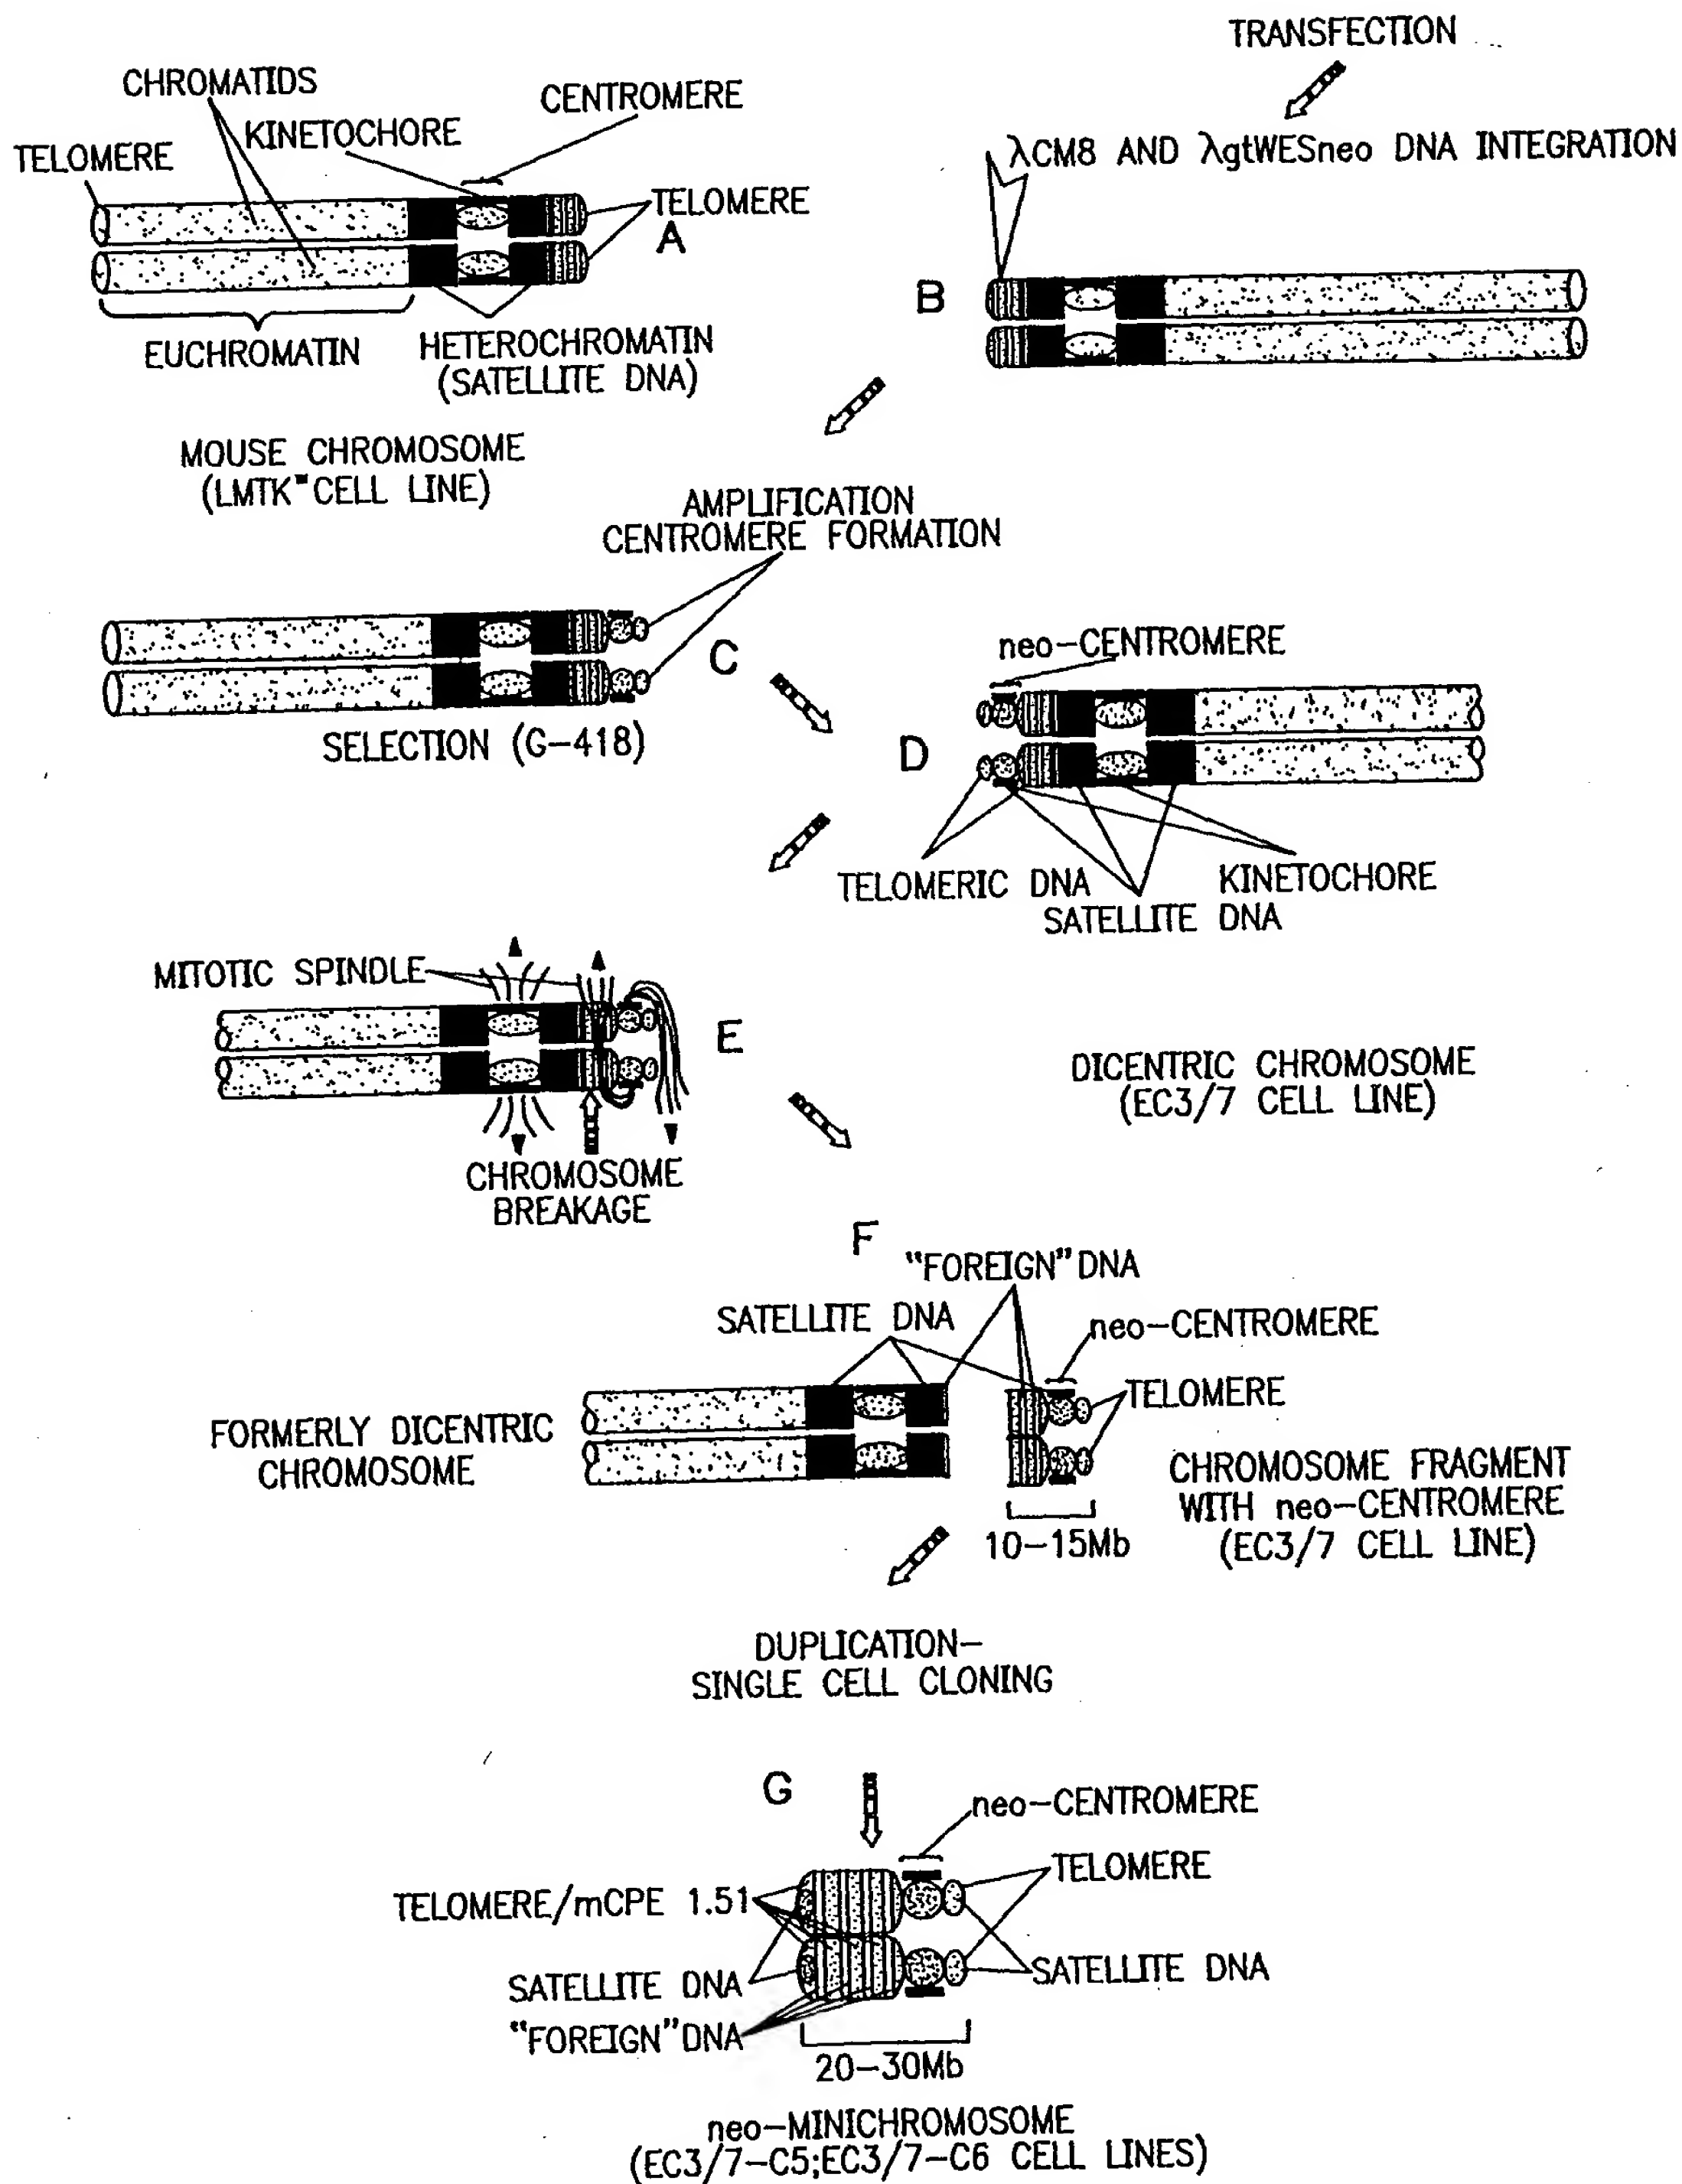 TRANSFECTION
CHROMATIDS
CENTROMERE
KINETOCHORE
TELOMERE
λCM8 AND λgtWESneo DNA INTEGRATION
TELOMERE
A
B
EUCHROMATIN
HETEROCHROMATIN
(SATELLITE DNA)
MOUSE CHROMOSOME
(LMTK⁻ CELL LINE)
AMPLIFICATION
CENTROMERE FORMATION
C
SELECTION (G-418)
neo-CENTROMERE
D
TELOMERIC DNA
KINETOCHORE
SATELLITE DNA
MITOTIC SPINDLE
E
DICENTRIC CHROMOSOME
(EC3/7 CELL LINE)
CHROMOSOME
BREAKAGE
F
"FOREIGN" DNA
SATELLITE DNA
neo-CENTROMERE
TELOMERE
FORMERLY DICENTRIC
CHROMOSOME
CHROMOSOME FRAGMENT
WITH neo-CENTROMERE
(EC3/7 CELL LINE)
10-15Mb
DUPLICATION-
SINGLE CELL CLONING
G
neo-CENTROMERE
TELOMERE
TELOMERE/mCPE 1.51
SATELLITE DNA
SATELLITE DNA
"FOREIGN" DNA
20-30Mb
neo-MINICHROMOSOME
(EC3/7-C5;EC3/7-C6 CELL LINES)